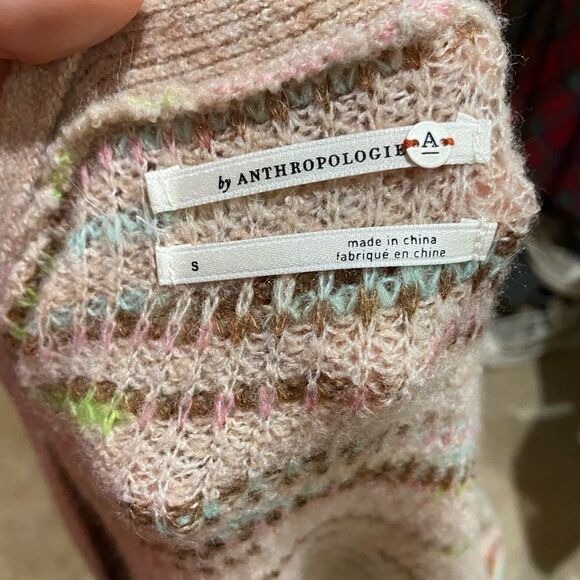 by ANTHROPOLOGIE A
S
made in china
fabriqué en chine